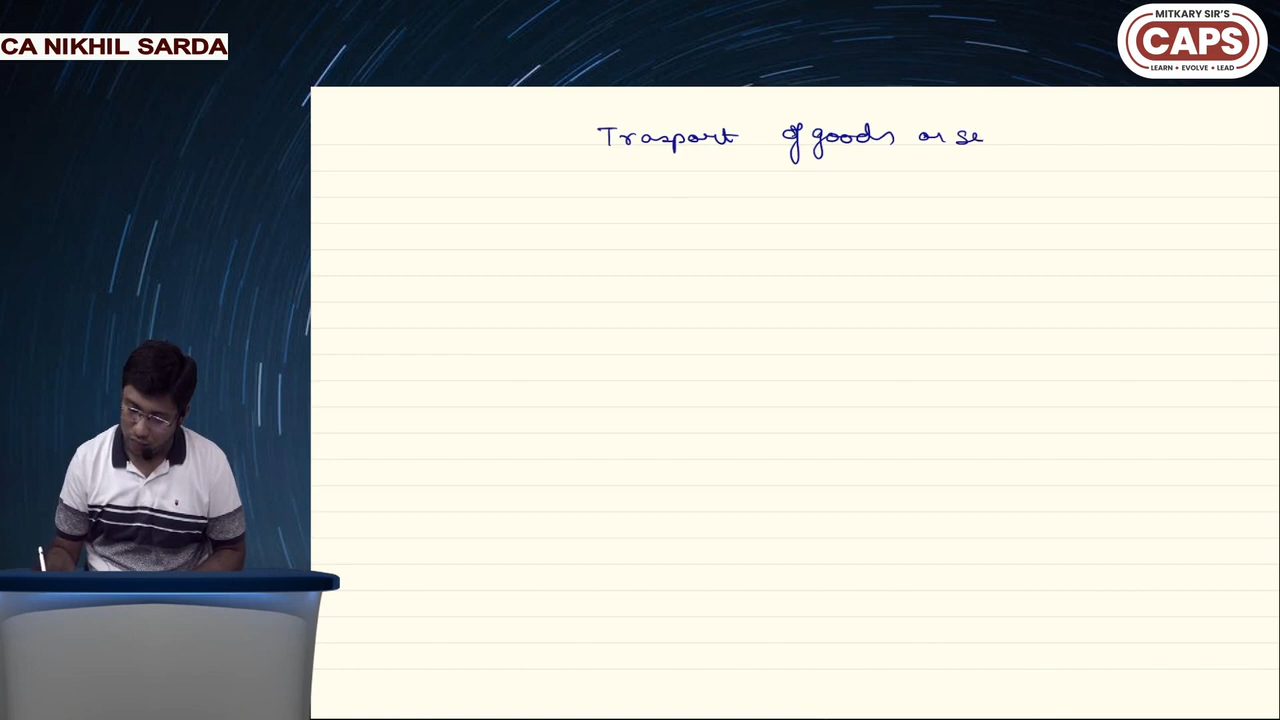 CA NIKHIL SARDA
MITKARY SIR'S
CAPS
LEARN • EVOLVE • LEAD
Trasport of goods or se